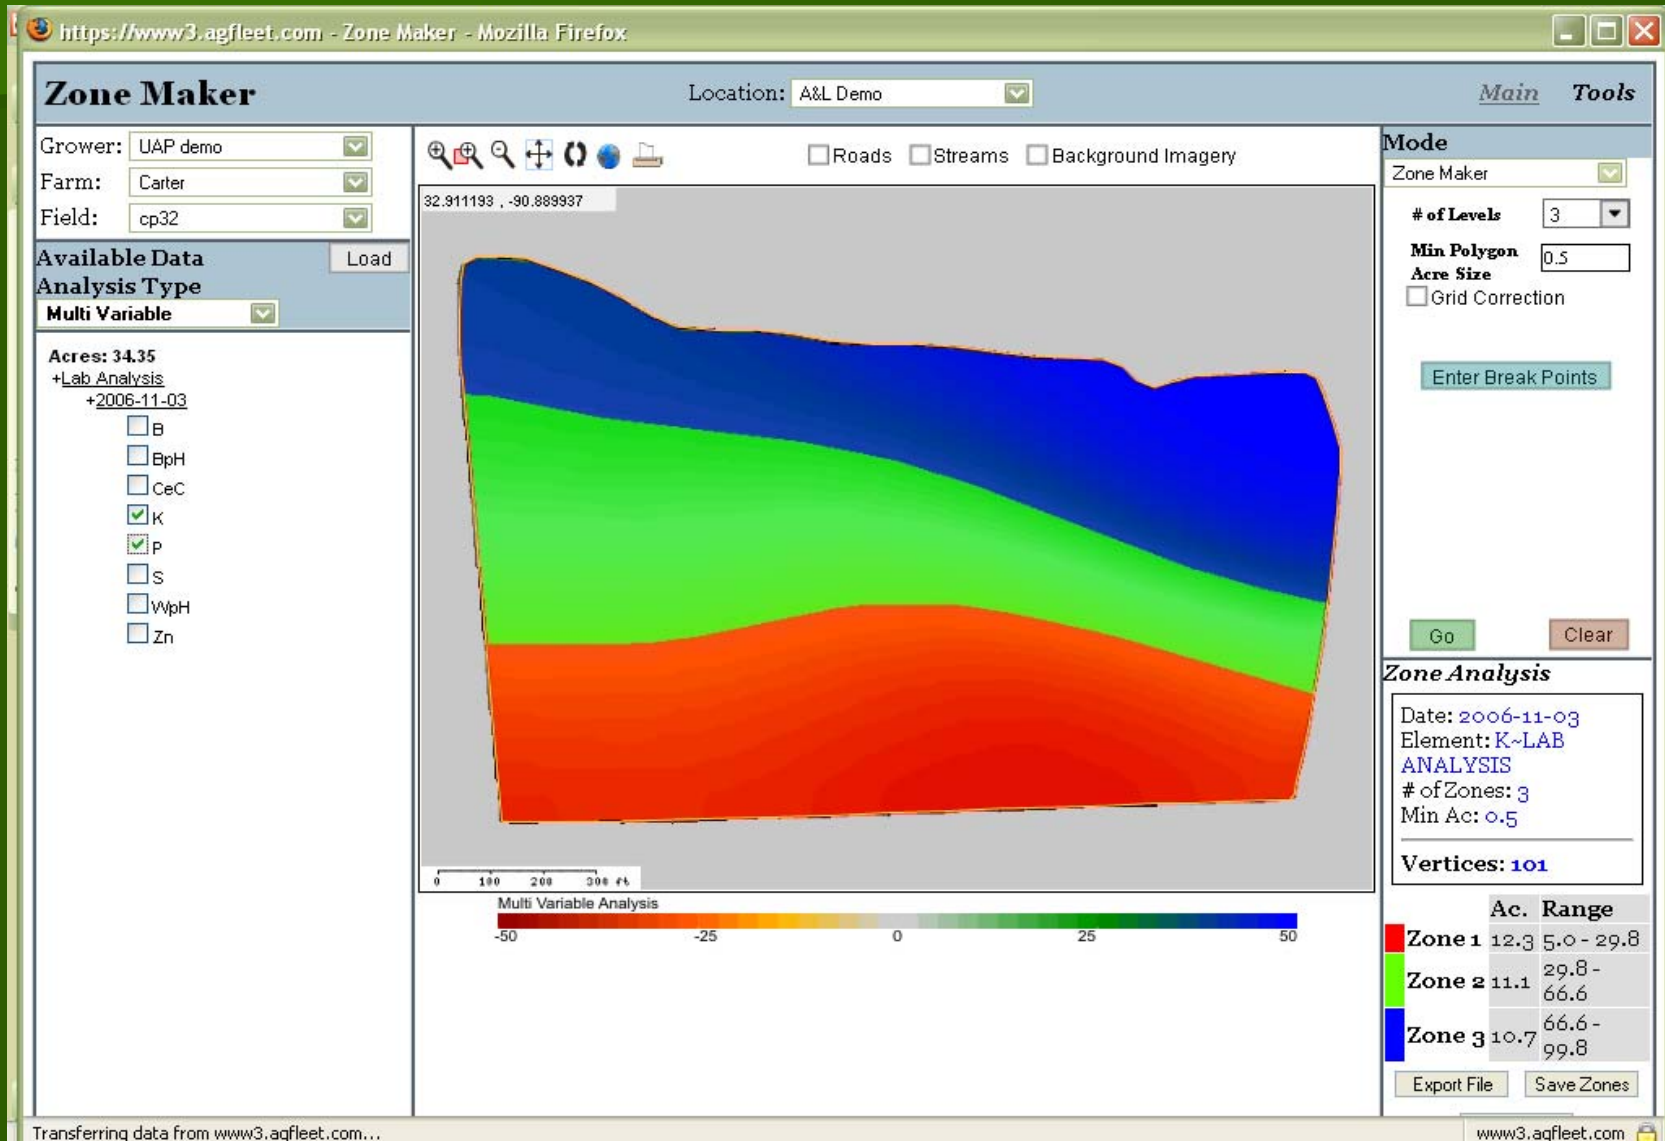 https://www3.agfleet.com - Zone Maker - Mozilla Firefox
Zone Maker
Location: A&L Demo
Main Tools
Grower: UAP demo
Farm: Carter
Field: cp32
Available Data Load
Analysis Type
Multi Variable
Acres: 34.35
+Lab Analysis
+2006-11-03
B
BpH
CeC
K
P
S
WpH
Zn
Roads Streams Background Imagery
32.911193 , -90.889937
0 100 200 300 ft
Multi Variable Analysis
-50 -25 0 25 50
Mode
Zone Maker
# of Levels 3
Min Polygon
Acre Size 0.5
Grid Correction
Enter Break Points
Go Clear
Zone Analysis
Date: 2006-11-03
Element: K~LAB
ANALYSIS
# of Zones: 3
Min Ac: 0.5
Vertices: 101
Ac. Range
Zone 1 12.3 5.0 - 29.8
Zone 2 11.1 29.8 -
66.6
Zone 3 10.7 66.6 -
99.8
Export File Save Zones
Transferring data from www3.agfleet.com...
www3.agfleet.com